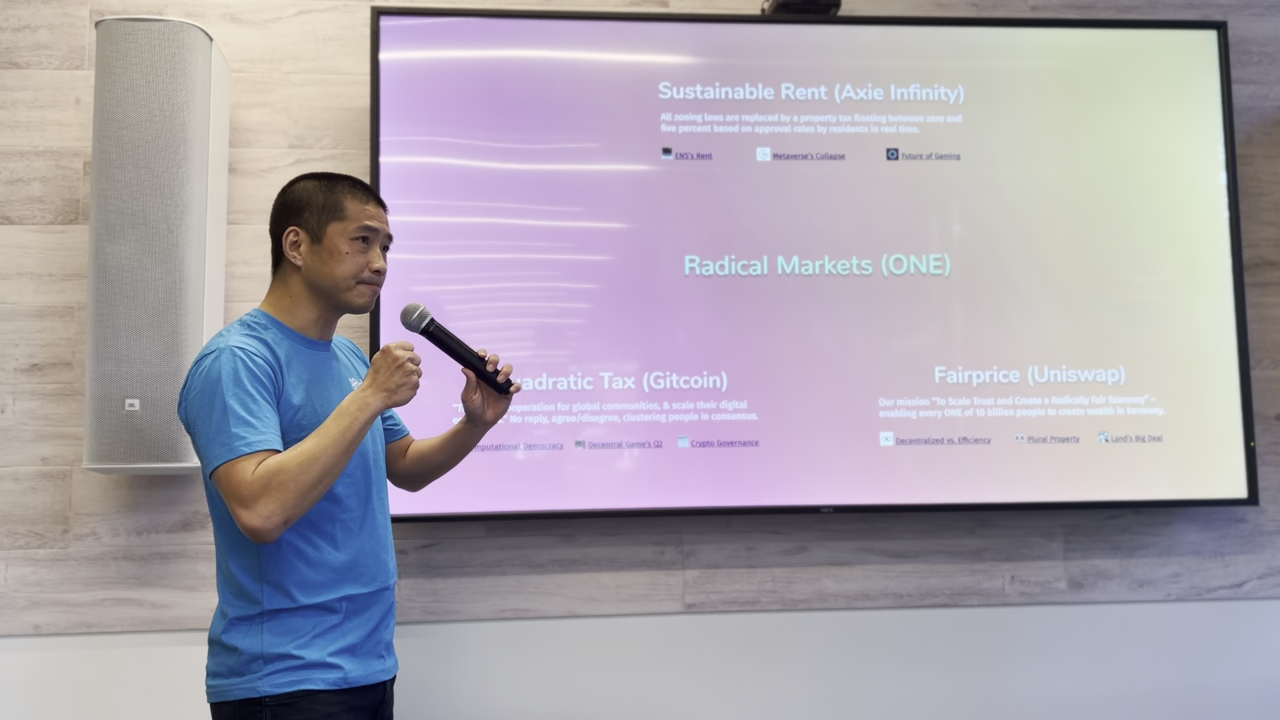 Sustainable Rent (Axie Infinity)
All zoning laws are replaced by a property tax floating between zero and
five percent based on approval rates by residents in real time.
ENS's Rent
Metaverse's Collapse
Future of Gaming
Radical Markets (ONE)
adratic Tax (Gitcoin)
operation for global communities, & scale their digital
No reply, agree/disagree, clustering people in consensus.
mputational Democracy
Decentral Game's Q2
Crypto Governance
Fairprice (Uniswap)
Our mission "To Scale Trust and Create a Radically Fair Economy" –
enabling every ONE of 10 billion people to create wealth in harmony.
Decentralized vs. Efficiency
Plural Property
Land's Big Deal
JBL
NEC